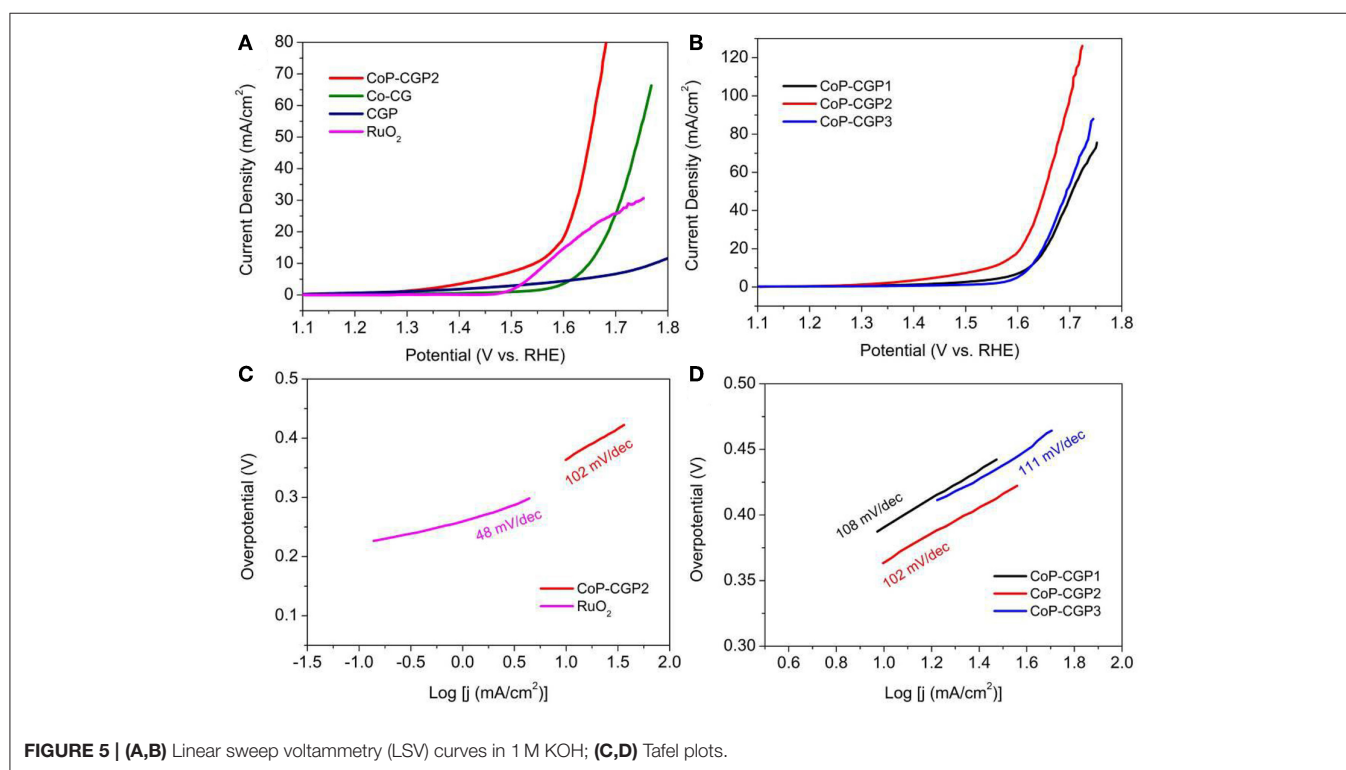 A
80
70
60
50
40
30
20
10
0
Current Density (mA/cm²)
CoP-CGP2
Co-CG
CGP
RuO₂
1.1 1.2 1.3 1.4 1.5 1.6 1.7 1.8
Potential (V vs. RHE)
B
120
100
80
60
40
20
0
Current Density (mA/cm²)
CoP-CGP1
CoP-CGP2
CoP-CGP3
1.1 1.2 1.3 1.4 1.5 1.6 1.7 1.8
Potential (V vs. RHE)
C
0.5
0.4
0.3
0.2
0.1
Overpotential (V)
102 mV/dec
48 mV/dec
CoP-CGP2
RuO₂
-1.5 -1.0 -0.5 0.0 0.5 1.0 1.5 2.0
Log [j (mA/cm²)]
D
0.50
0.45
0.40
0.35
0.30
Overpotential (V)
108 mV/dec
111 mV/dec
102 mV/dec
CoP-CGP1
CoP-CGP2
CoP-CGP3
0.6 0.8 1.0 1.2 1.4 1.6 1.8 2.0
Log [j (mA/cm²)]
FIGURE 5 | (A,B) Linear sweep voltammetry (LSV) curves in 1 M KOH; (C,D) Tafel plots.